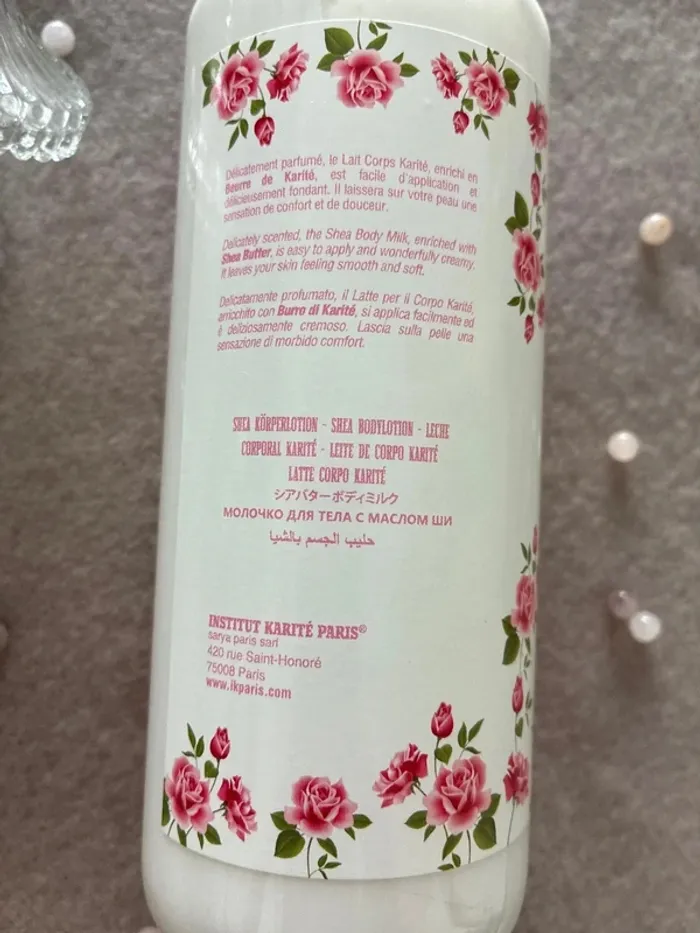 Délicatement parfumé, le Lait Corps Karité, enrichi en
Beurre de Karité, est facile d'application et
délicieusement fondant. Il laissera sur votre peau une
sensation de confort et de douceur.
Delicately scented, the Shea Body Milk, enriched with
Shea Butter, is easy to apply and wonderfully creamy.
It leaves your skin feeling smooth and soft.
Delicatamente profumato, il Latte per il Corpo Karité,
arricchito con Burro di Karité, si applica facilmente ed
è deliziosamente cremoso. Lascia sulla pelle una
sensazione di morbido comfort.
SHEA KÖRPERLOTION - SHEA BODYLOTION - LECHE
CORPORAL KARITÉ - LEITE DE CORPO KARITÉ
LATTE CORPO KARITÉ
シアバターボディミルク
МОЛОЧКО ДЛЯ ТЕЛА С МАСЛОМ ШИ
حليب الجسم بالشيا
INSTITUT KARITÉ PARIS®
sarya paris sarl
420 rue Saint-Honoré
75008 Paris
www.ikparis.com